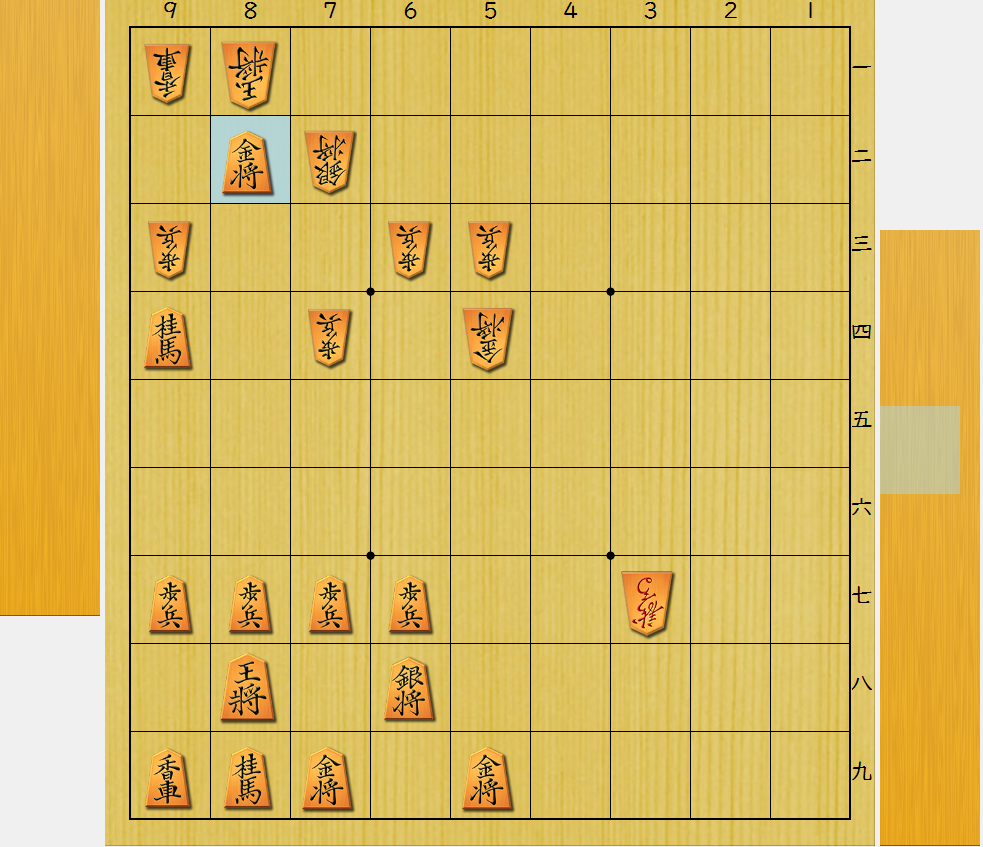 9 8 7 6 5 4 3 2 1
香車 玉将 一
金将 銀将 二
歩兵 歩兵 歩兵 三
桂馬 歩兵 金将 四
五
六
歩兵 歩兵 歩兵 歩兵 龍馬 七
王将 銀将 八
香車 桂馬 金将 金将 九